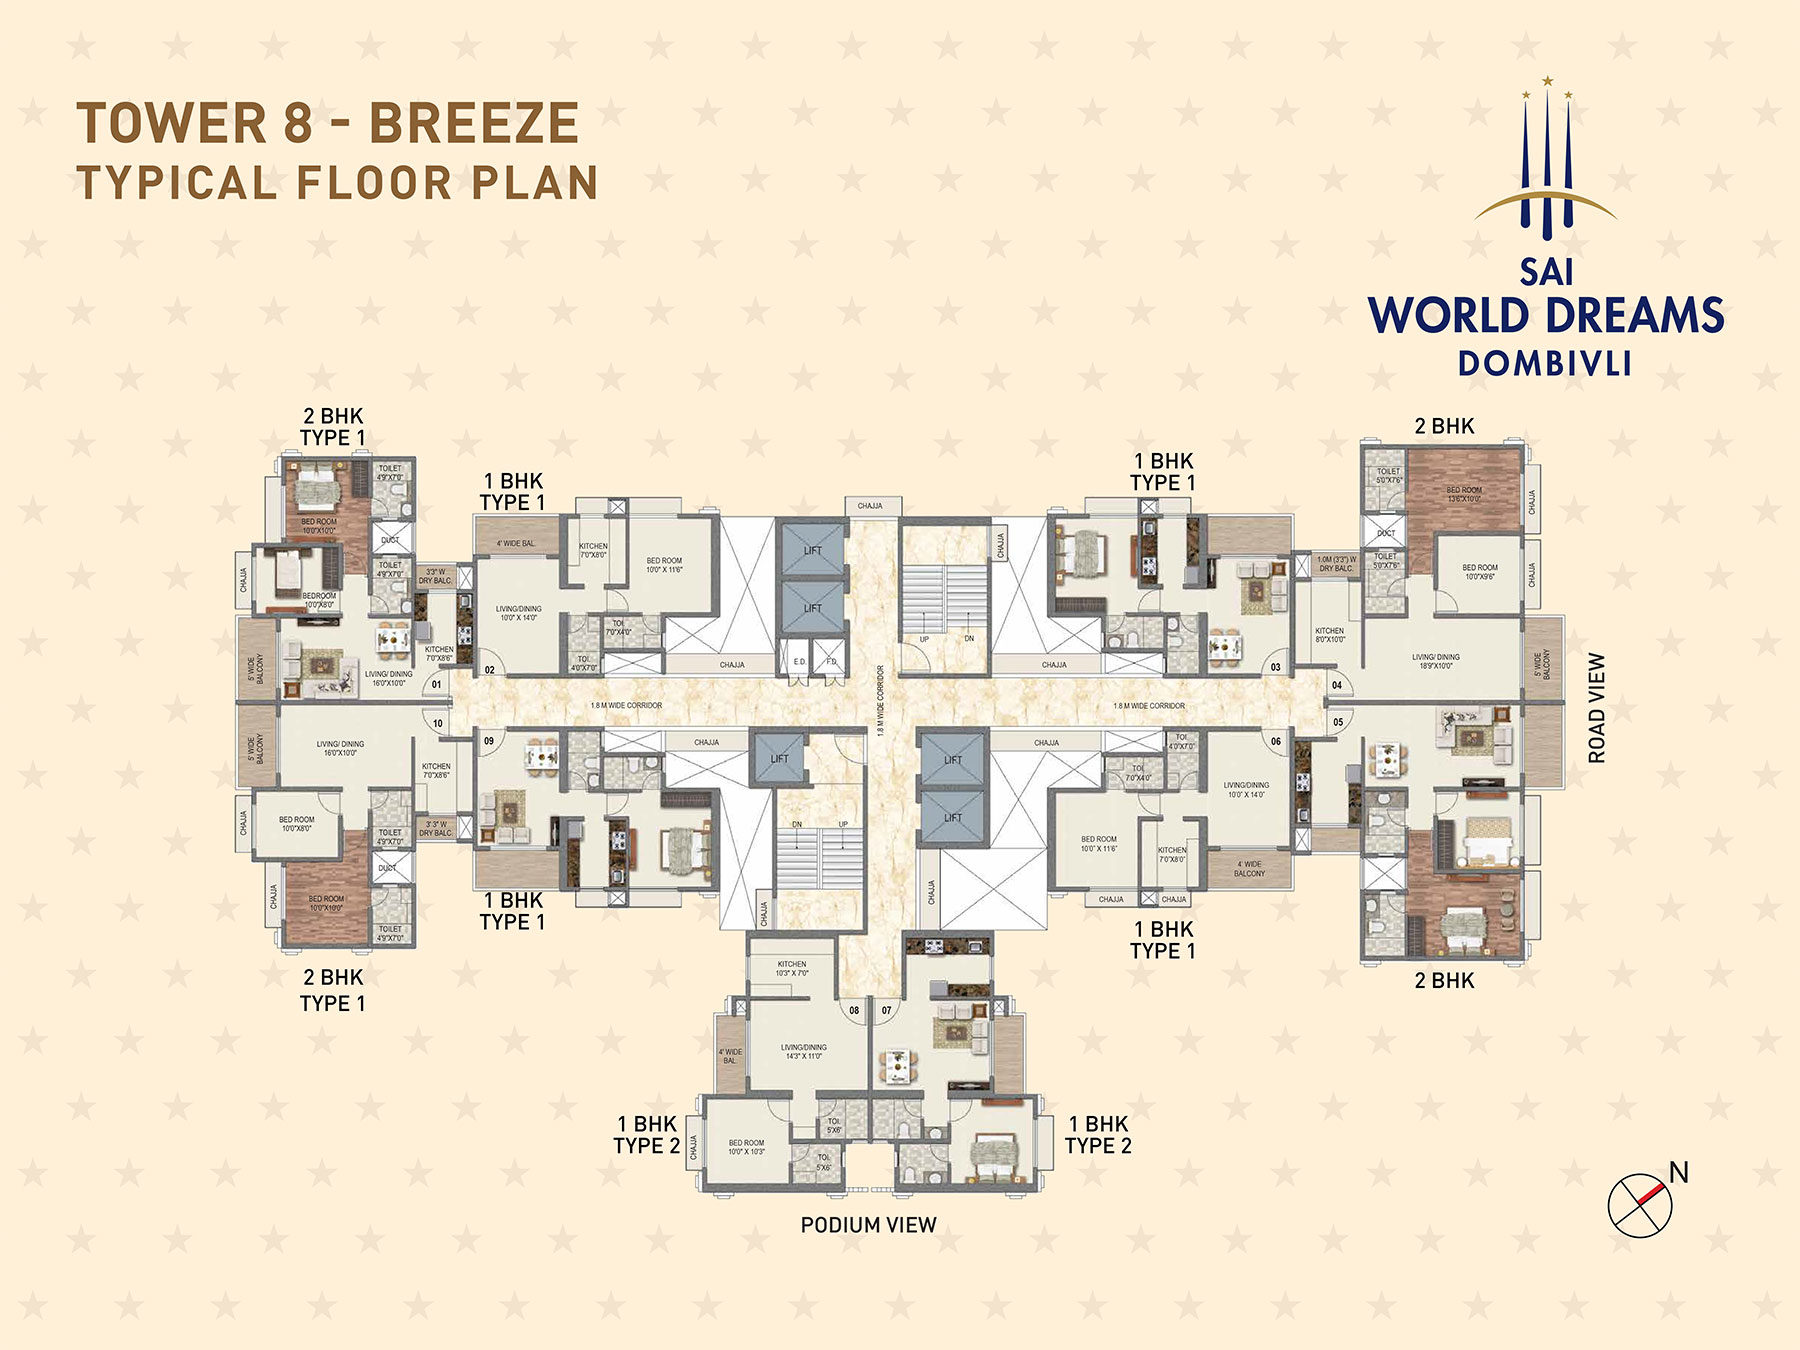 TOWER 8 - BREEZE
TYPICAL FLOOR PLAN
SAI
WORLD DREAMS
DOMBIVLI
2 BHK
TYPE 1
TOILET
4'9"X7'0"
BED ROOM
10'0"X10'0"
DUCT
TOILET
4'9"X7'0"
CHAJJA
BEDROOM
10'0"X8'0"
3'3" W
DRY BALC.
5' WIDE
BALCONY
LIVING/ DINING
16'0"X10'0"
KITCHEN
7'0"X8'6"
01
1 BHK
TYPE 1
4' WIDE BAL.
KITCHEN
7'0"X8'0"
BED ROOM
10'0" X 11'6"
LIVING/DINING
10'0" X 14'0"
TOI.
7'0"X4'0"
TOI.
4'0"X7'0"
02
CHAJJA
LIFT
LIFT
E.D.
F.D.
CHAJJA
CHAJJA
UP
DN
1.8 M WIDE CORRIDOR
1.8 M WIDE CORRIDOR
1.8 M WIDE CORRIDOR
1 BHK
TYPE 1
CHAJJA
03
2 BHK
TOILET
5'0"X7'6"
BED ROOM
13'6"X10'0"
CHAJJA
DUCT
TOILET
5'0"X7'6"
BED ROOM
10'0"X9'6"
CHAJJA
1.0M (3'3") W
DRY BALC.
KITCHEN
8'0"X10'0"
LIVING/ DINING
18'9"X10'0"
5' WIDE
BALCONY
04
ROAD VIEW
05
2 BHK
10
5' WIDE
BALCONY
LIVING/ DINING
16'0"X10'0"
KITCHEN
7'0"X8'6"
CHAJJA
BED ROOM
10'0"X8'0"
TOILET
4'9"X7'0"
3' 3" W
DRY BALC.
DUCT
CHAJJA
BED ROOM
10'0"X10'0"
TOILET
4'9"X7'0"
2 BHK
TYPE 1
09
CHAJJA
1 BHK
TYPE 1
LIFT
DN
UP
CHAJJA
LIFT
LIFT
CHAJJA
CHAJJA
TOI.
4'0"X7'0"
TOI.
7'0"X4'0"
06
LIVING/DINING
10'0" X 14'0"
BED ROOM
10'0" X 11'6"
KITCHEN
7'0"X8'0"
4' WIDE
BALCONY
CHAJJA
CHAJJA
1 BHK
TYPE 1
KITCHEN
10'3" X 7'0"
08
07
4' WIDE
BAL.
LIVING/DINING
14'3" X 11'0"
1 BHK
TYPE 2
CHAJJA
BED ROOM
10'0" X 10'3"
TOI.
5'X6'
TOI.
5'X6'
1 BHK
TYPE 2
PODIUM VIEW
N